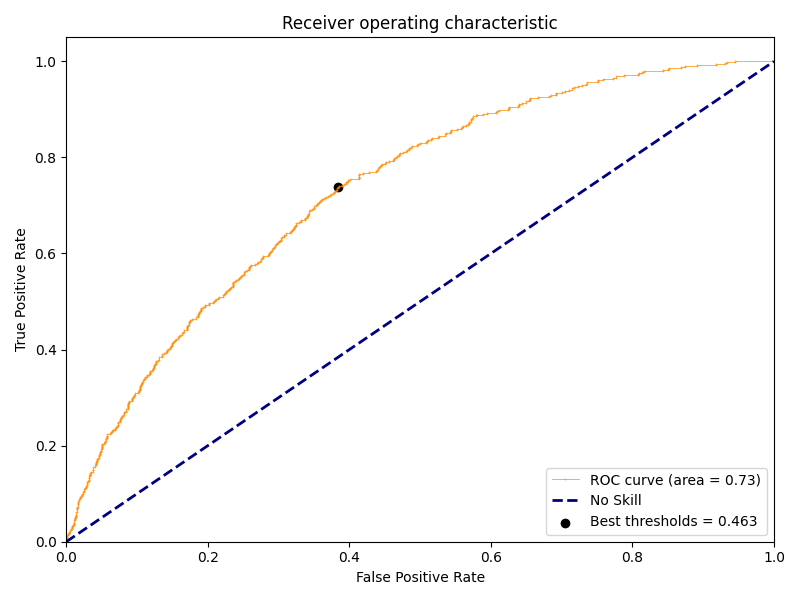 Receiver operating characteristic
True Positive Rate
1.0
0.8
0.6
0.4
0.2
0.0
ROC curve (area = 0.73)
No Skill
Best thresholds = 0.463
0.0 0.2 0.4 0.6 0.8 1.0
False Positive Rate